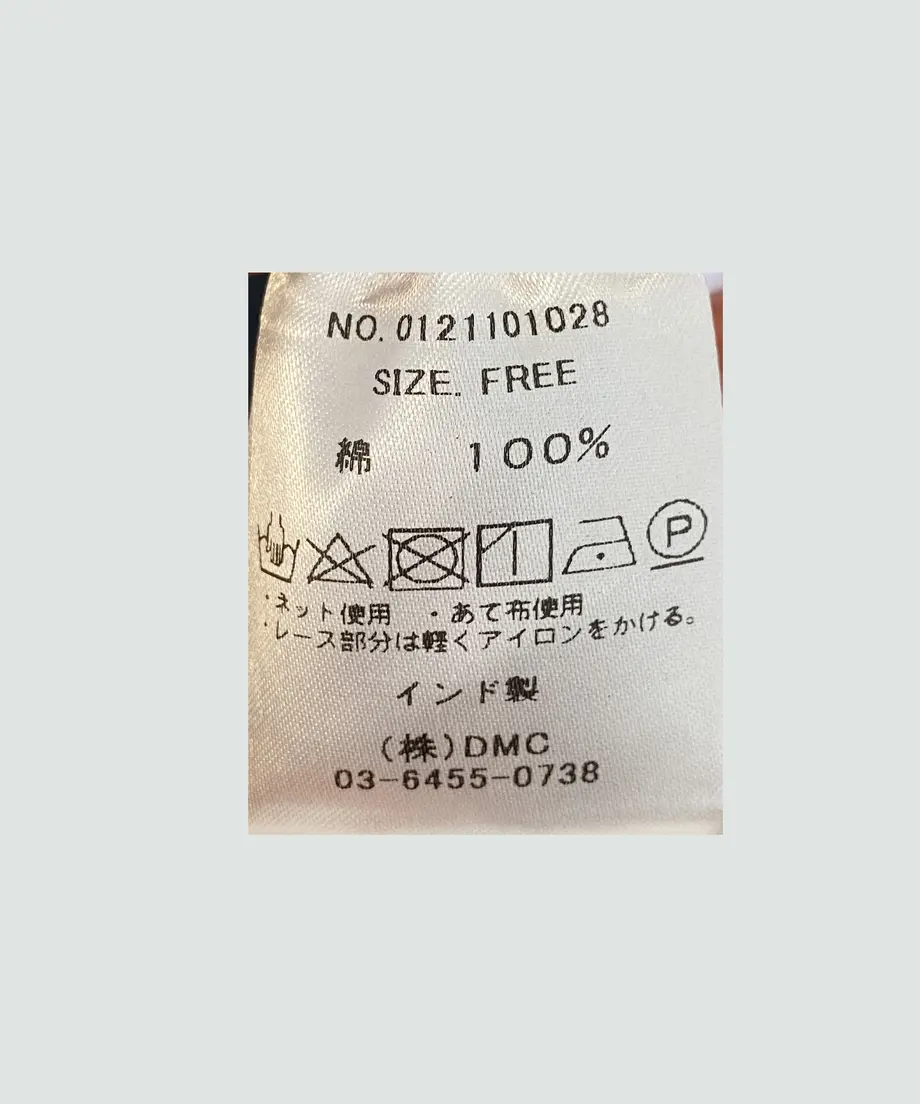 NO. 0121101028
SIZE. FREE
綿 100%
P
・ネット使用 ・あて布使用
・レース部分は軽くアイロンをかける。
インド製
(株)DMC
03-6455-0738